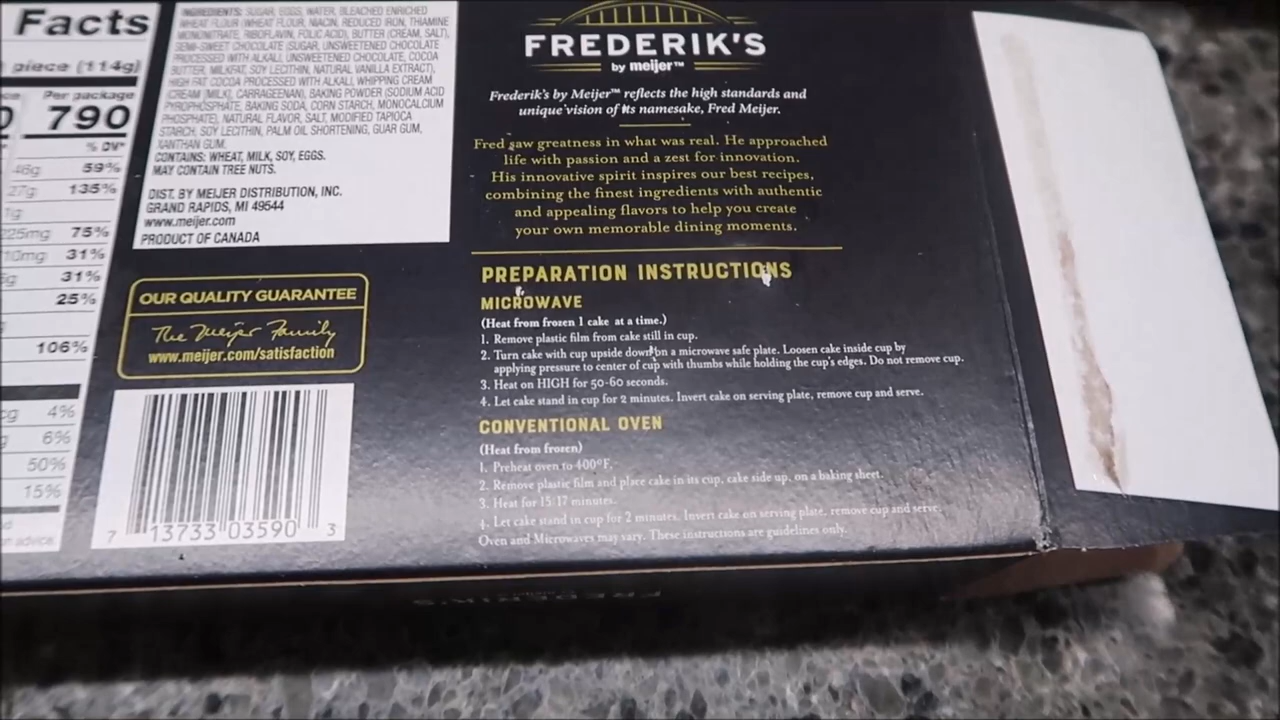 Facts
piece (114g)
Per package
0 790
% DV*
46g 59%
27g 135%
1g
225mg 75%
10mg 31%
31%
25%
106%
4%
6%
50%
15%
advice.
INGREDIENTS: SUGAR, EGGS, WATER, BLEACHED ENRICHED
WHEAT FLOUR (WHEAT FLOUR, NIACIN, REDUCED IRON, THIAMINE
MONONITRATE, RIBOFLAVIN, FOLIC ACID), BUTTER (CREAM, SALT),
SEMI-SWEET CHOCOLATE (SUGAR, UNSWEETENED CHOCOLATE
PROCESSED WITH ALKALI, UNSWEETENED CHOCOLATE, COCOA
BUTTER, MILKFAT, SOY LECITHIN, NATURAL VANILLA EXTRACT),
HIGH FAT COCOA PROCESSED WITH ALKALI, WHIPPING CREAM
(CREAM (MILK), CARRAGEENAN), BAKING POWDER (SODIUM ACID
PYROPHOSPHATE, BAKING SODA, CORN STARCH, MONOCALCIUM
PHOSPHATE), NATURAL FLAVOR, SALT, MODIFIED TAPIOCA
STARCH, SOY LECITHIN, PALM OIL SHORTENING, GUAR GUM,
XANTHAN GUM.
CONTAINS: WHEAT, MILK, SOY, EGGS.
MAY CONTAIN TREE NUTS.
DIST. BY MEIJER DISTRIBUTION, INC.
GRAND RAPIDS, MI 49544
www.meijer.com
PRODUCT OF CANADA
OUR QUALITY GUARANTEE
The Meijer Family
www.meijer.com/satisfaction
7 13733 03590 3
FREDERIK'S
by meijer™
Frederik's by Meijer™ reflects the high standards and
unique vision of its namesake, Fred Meijer.
Fred saw greatness in what was real. He approached
life with passion and a zest for innovation.
His innovative spirit inspires our best recipes,
combining the finest ingredients with authentic
and appealing flavors to help you create
your own memorable dining moments.
PREPARATION INSTRUCTIONS
MICROWAVE
(Heat from frozen 1 cake at a time.)
1. Remove plastic film from cake still in cup.
2. Turn cake with cup upside down on a microwave safe plate. Loosen cake inside cup by
applying pressure to center of cup with thumbs while holding the cup's edges. Do not remove cup.
3. Heat on HIGH for 50-60 seconds.
4. Let cake stand in cup for 2 minutes. Invert cake on serving plate, remove cup and serve.
CONVENTIONAL OVEN
(Heat from frozen)
1. Preheat oven to 400°F.
2. Remove plastic film and place cake in its cup, cake side up, on a baking sheet.
3. Heat for 15-17 minutes.
4. Let cake stand in cup for 2 minutes. Invert cake on serving plate, remove cup and serve.
Oven and Microwaves may vary. These instructions are guidelines only.
FREDERIK'S